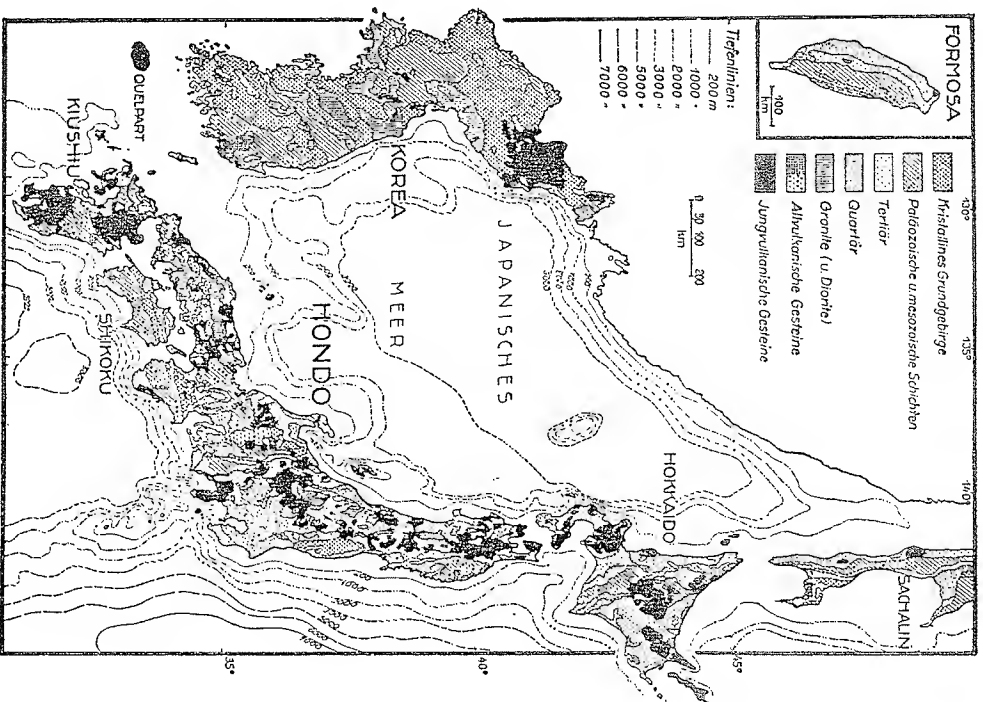 FORMOSA
100
km
Kristallines Grundgebirge
Paläozoische u. mesozoische Schichten
Tertiär
Quartär
Granite (u. Diorite)
Altvulkanische Gesteine
Jungvulkanische Gesteine
Tiefenlinien:
200 m
1000 "
2000 "
3000 "
5000 "
6000 "
7000 "
0 50 100 200
km
130°
135°
140°
45°
40°
35°
SACHALIN
HOKKAIDO
JAPANISCHES
MEER
KOREA
HONDO
SHIKOKU
KIUSHIU
QUELPART